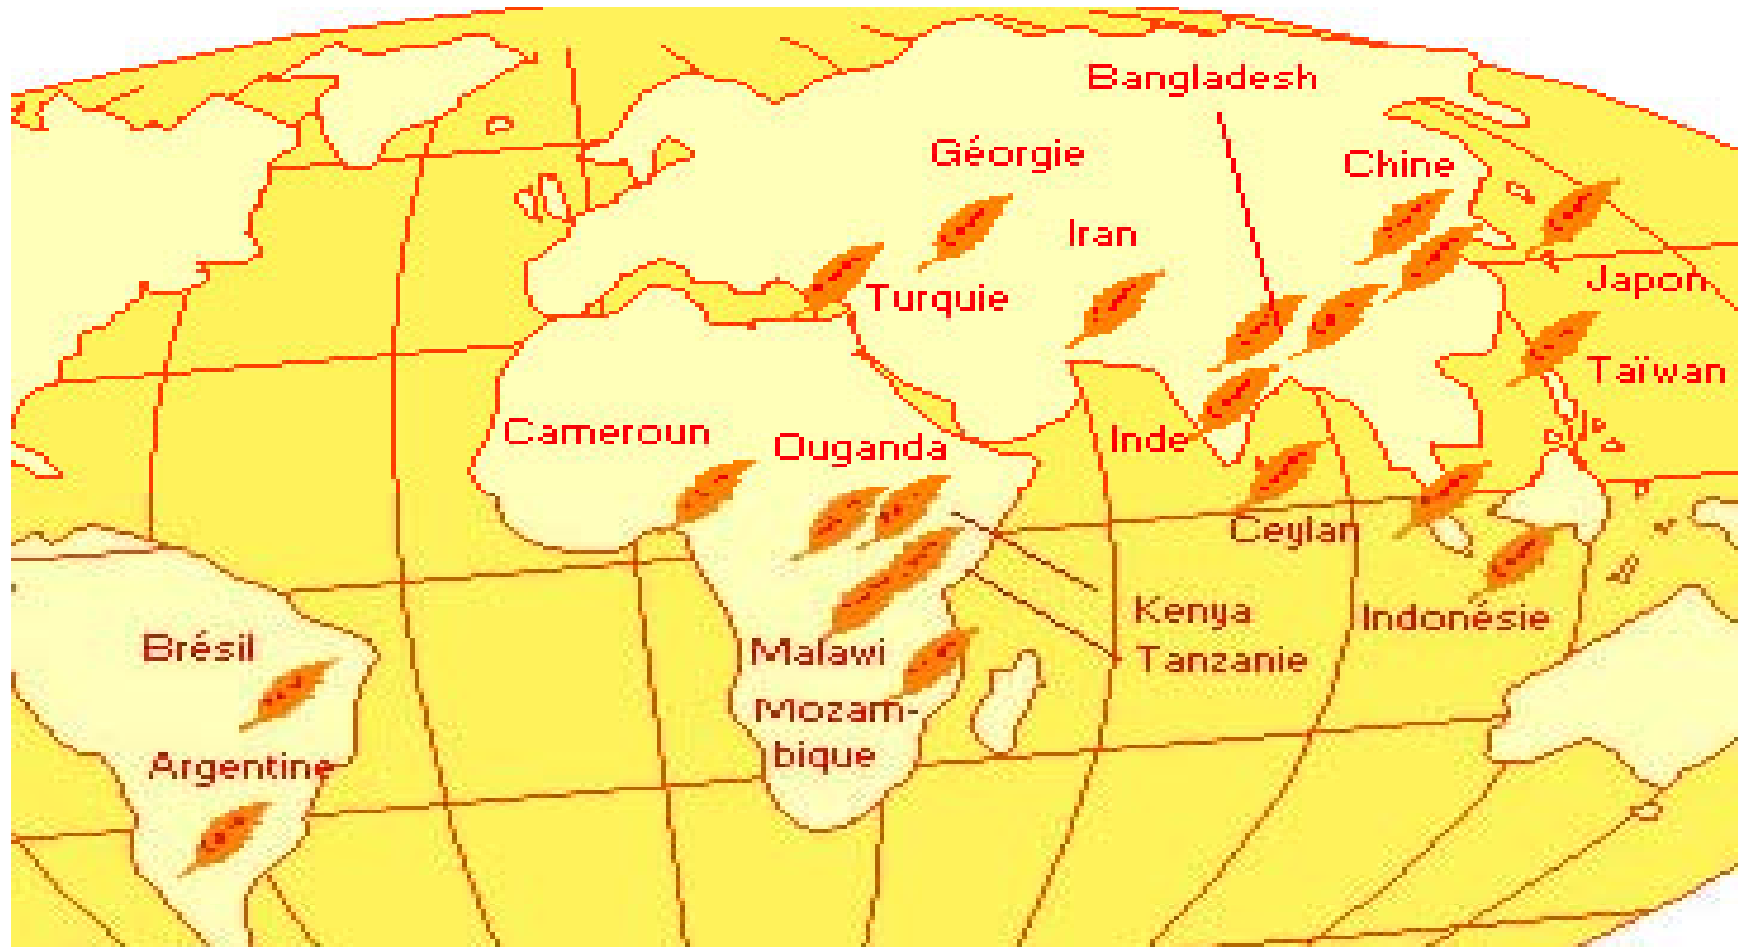 Bangladesh
Géorgie
Chine
Iran
Turquie
Japon
Taïwan
Cameroun
Ouganda
Inde
Ceylan
Kenya
Indonésie
Brésil
Malawi
Tanzanie
Mozam-
bique
Argentine